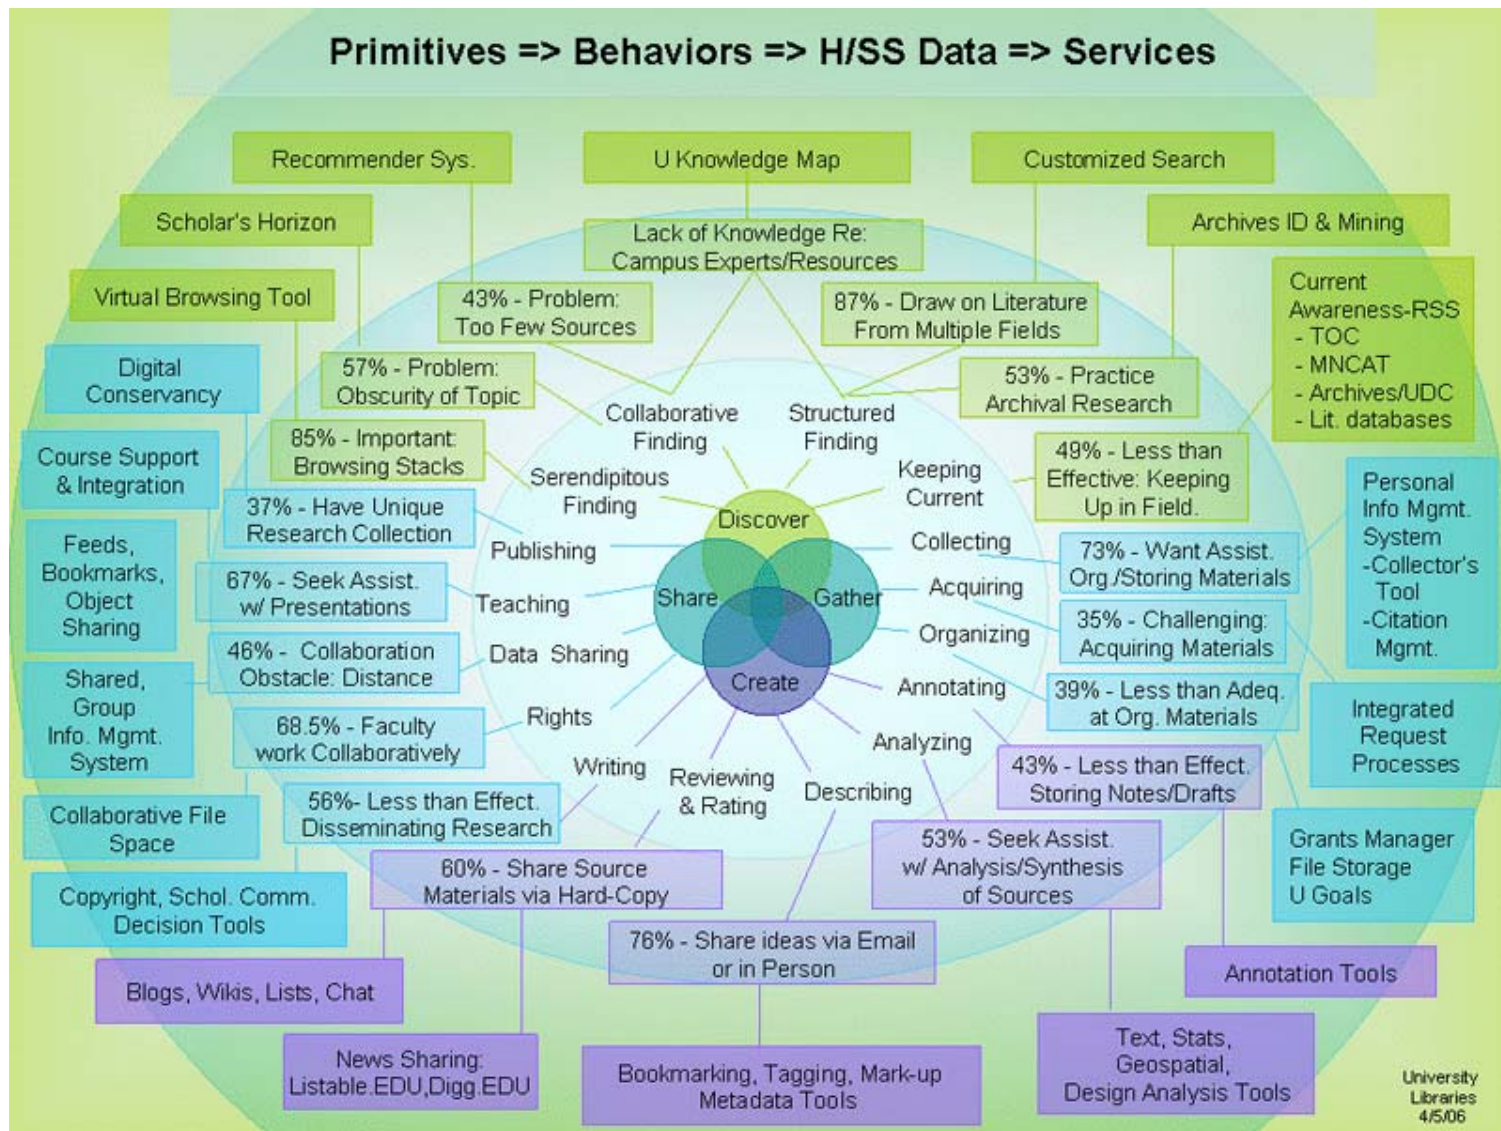 Primitives => Behaviors => H/SS Data => Services
Recommender Sys.
U Knowledge Map
Customized Search
Scholar's Horizon
Lack of Knowledge Re:
Campus Experts/Resources
Archives ID & Mining
Virtual Browsing Tool
43% - Problem:
Too Few Sources
87% - Draw on Literature
From Multiple Fields
Current
Awareness-RSS
- TOC
- MNCAT
- Archives/UDC
- Lit. databases
Digital
Conservancy
57% - Problem:
Obscurity of Topic
53% - Practice
Archival Research
Collaborative
Finding
Structured
Finding
85% - Important:
Browsing Stacks
49% - Less than
Effective: Keeping
Up in Field.
Course Support
& Integration
Serendipitous
Finding
Keeping
Current
Personal
Info Mgmt.
System
-Collector's
Tool
-Citation
Mgmt.
37% - Have Unique
Research Collection
Discover
Publishing
Collecting
73% - Want Assist.
Org./Storing Materials
Feeds,
Bookmarks,
Object
Sharing
67% - Seek Assist.
w/ Presentations
Teaching
Share
Gather
Acquiring
35% - Challenging:
Acquiring Materials
46% - Collaboration
Obstacle: Distance
Data Sharing
Organizing
Shared,
Group
Info. Mgmt.
System
Create
Annotating
39% - Less than Adeq.
at Org. Materials
Integrated
Request
Processes
68.5% - Faculty
work Collaboratively
Rights
Analyzing
Writing
Reviewing
& Rating
Describing
43% - Less than Effect.
Storing Notes/Drafts
Collaborative File
Space
56%- Less than Effect.
Disseminating Research
53% - Seek Assist.
w/ Analysis/Synthesis
of Sources
Grants Manager
File Storage
U Goals
60% - Share Source
Materials via Hard-Copy
Copyright, Schol. Comm.
Decision Tools
76% - Share ideas via Email
or in Person
Blogs, Wikis, Lists, Chat
Annotation Tools
News Sharing:
Listable.EDU,Digg.EDU
Bookmarking, Tagging, Mark-up
Metadata Tools
Text, Stats,
Geospatial,
Design Analysis Tools
University
Libraries
4/5/06